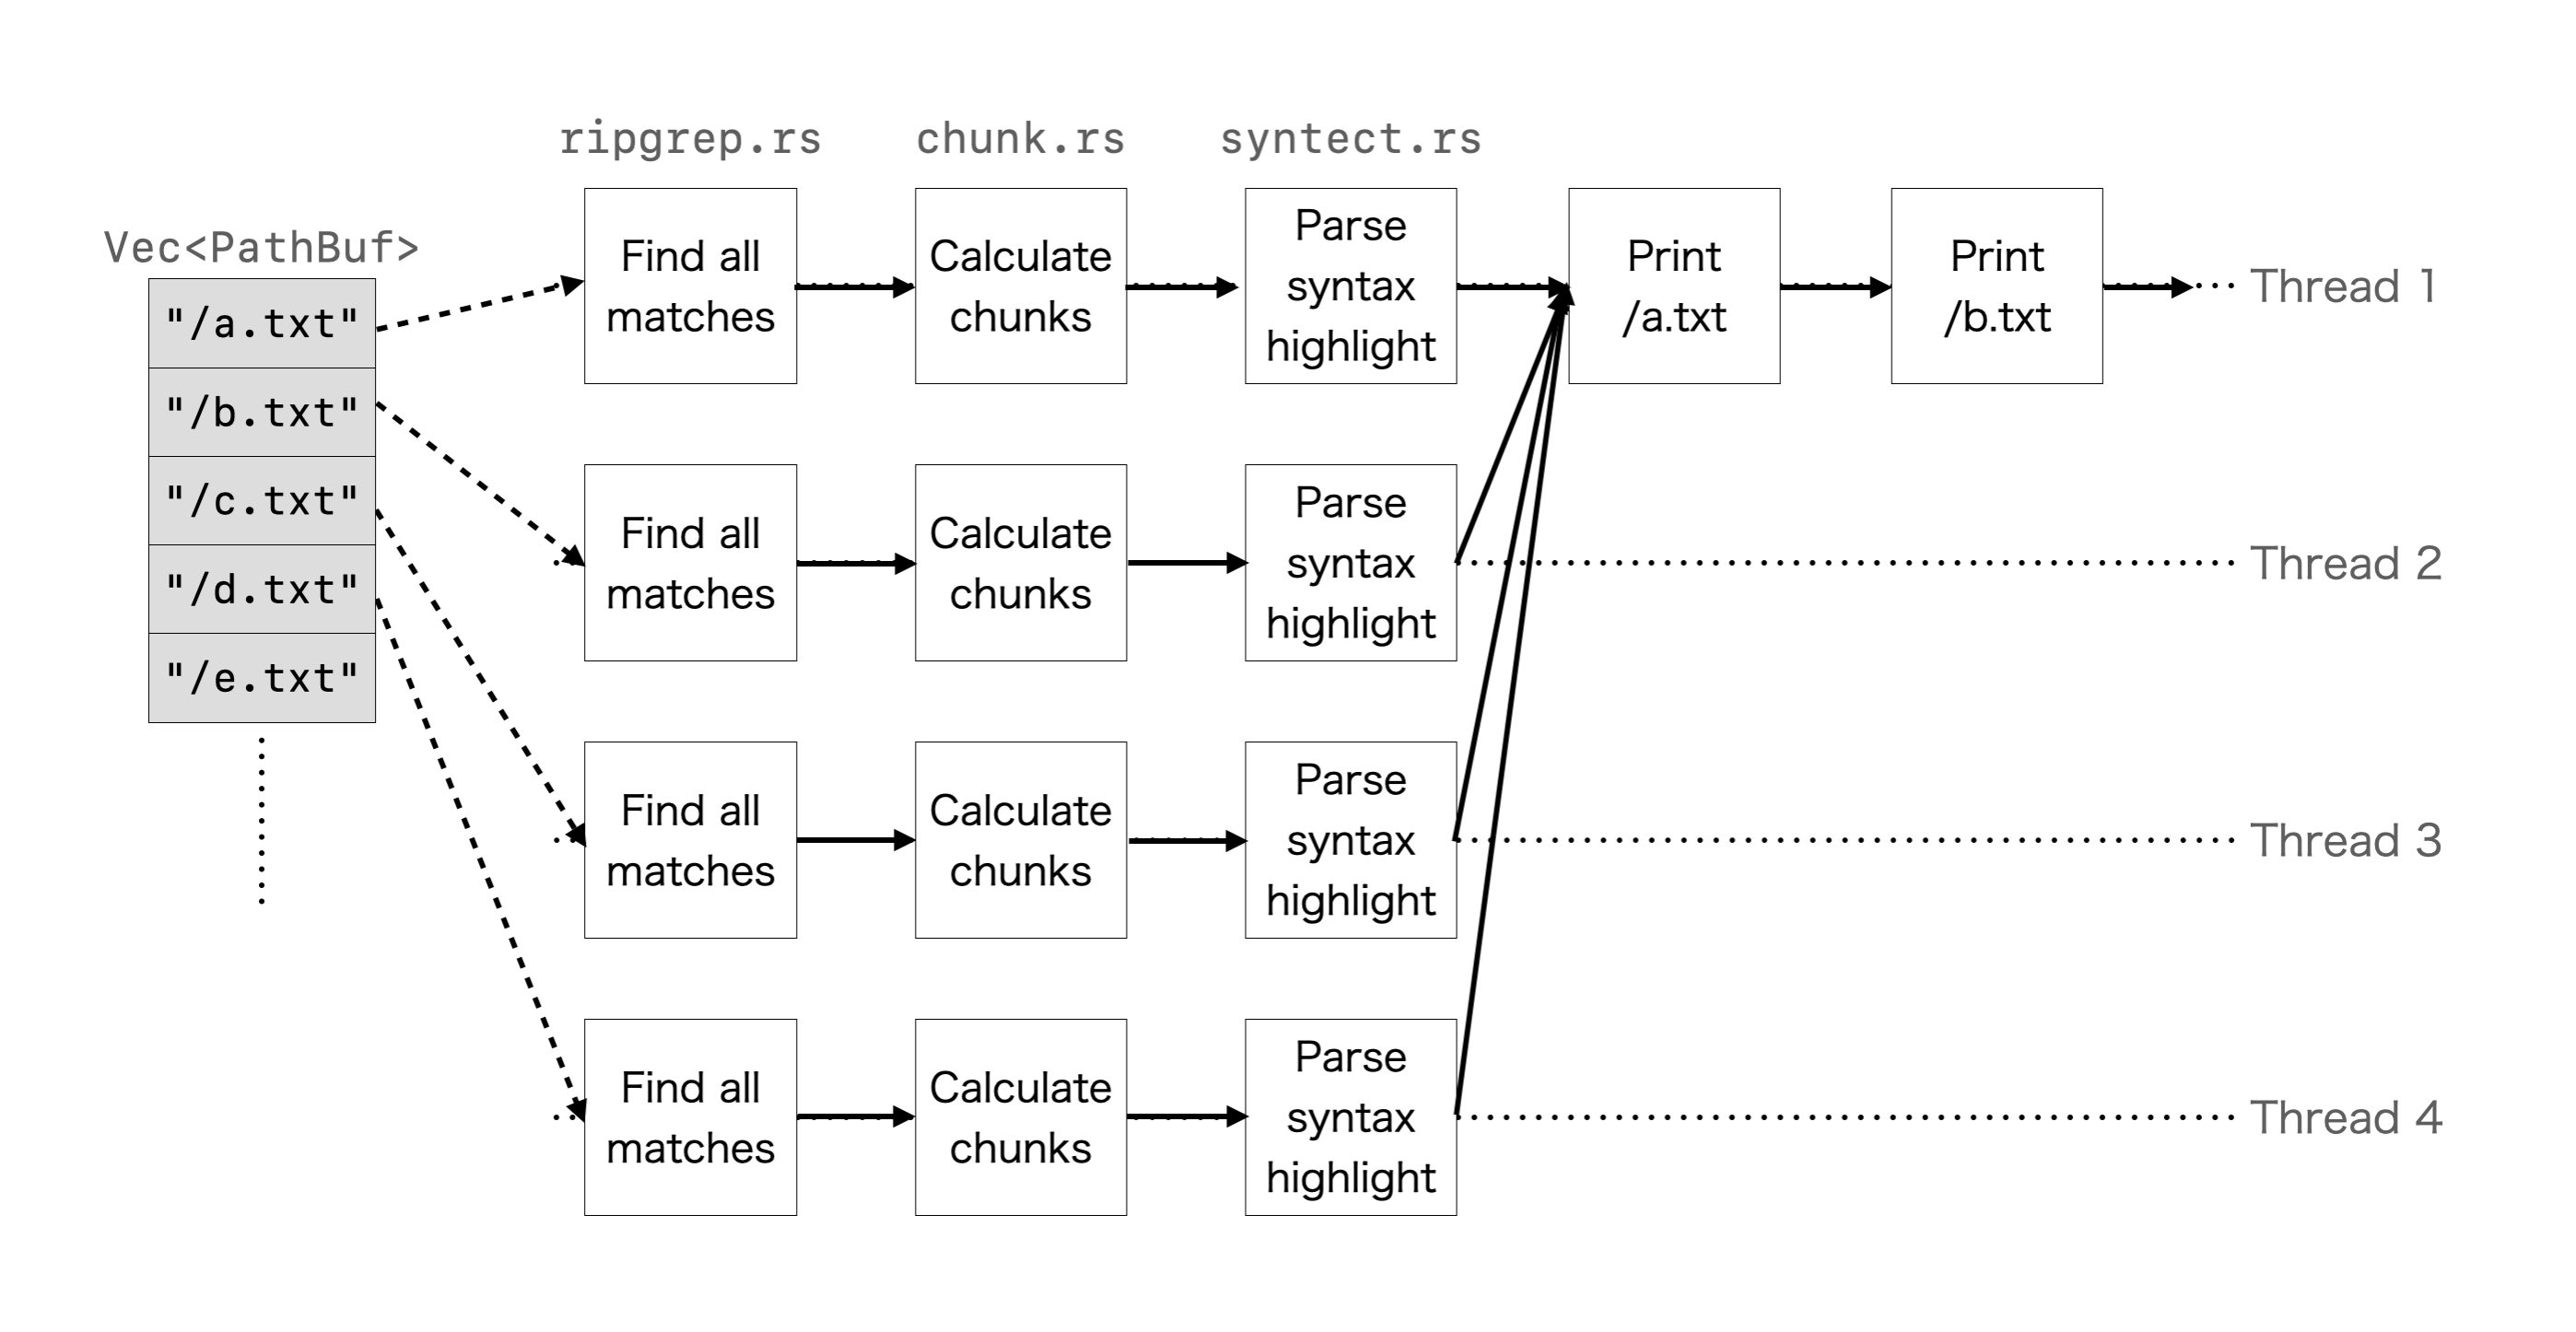 ripgrep.rs
chunk.rs
syntect.rs
Vec<PathBuf>
"/a.txt"
"/b.txt"
"/c.txt"
"/d.txt"
"/e.txt"
Find all
matches
Calculate
chunks
Parse
syntax
highlight
Print
/a.txt
Print
/b.txt
Thread 1
Find all
matches
Calculate
chunks
Parse
syntax
highlight
Thread 2
Find all
matches
Calculate
chunks
Parse
syntax
highlight
Thread 3
Find all
matches
Calculate
chunks
Parse
syntax
highlight
Thread 4